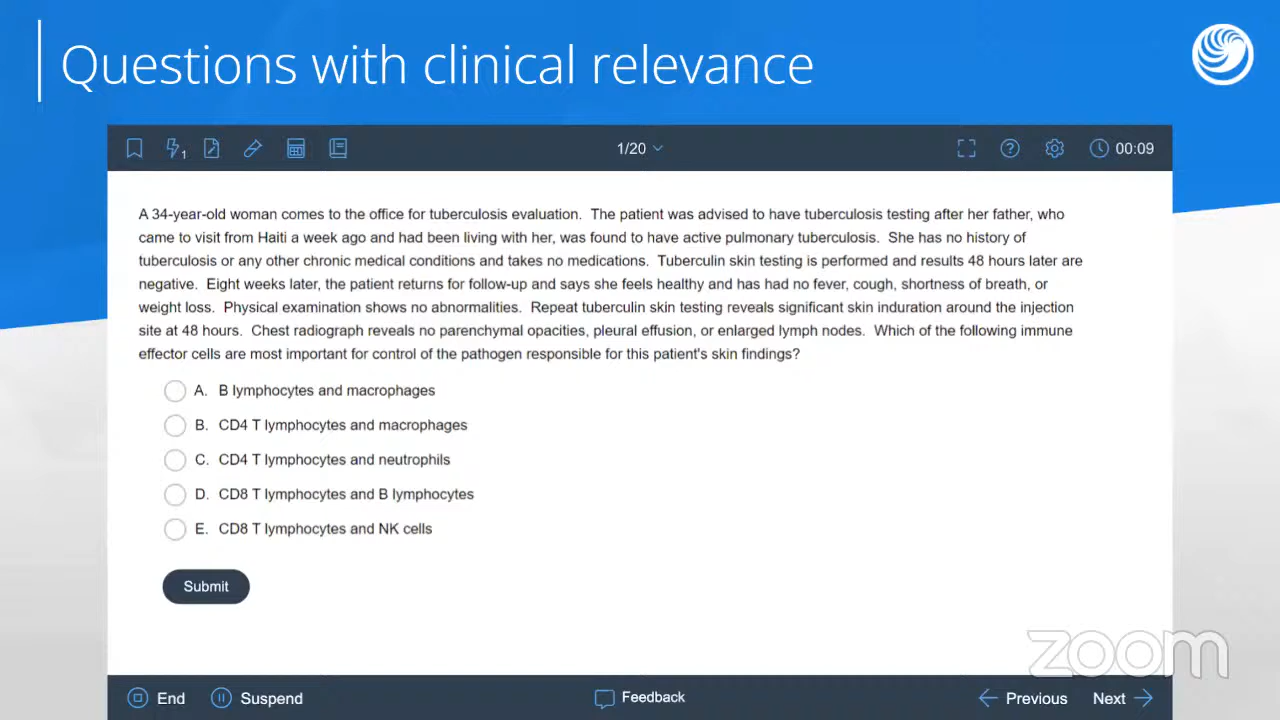 Questions with clinical relevance
1
1/20
00:09
A 34-year-old woman comes to the office for tuberculosis evaluation. The patient was advised to have tuberculosis testing after her father, who
came to visit from Haiti a week ago and had been living with her, was found to have active pulmonary tuberculosis. She has no history of
tuberculosis or any other chronic medical conditions and takes no medications. Tuberculin skin testing is performed and results 48 hours later are
negative. Eight weeks later, the patient returns for follow-up and says she feels healthy and has had no fever, cough, shortness of breath, or
weight loss. Physical examination shows no abnormalities. Repeat tuberculin skin testing reveals significant skin induration around the injection
site at 48 hours. Chest radiograph reveals no parenchymal opacities, pleural effusion, or enlarged lymph nodes. Which of the following immune
effector cells are most important for control of the pathogen responsible for this patient's skin findings?
A. B lymphocytes and macrophages
B. CD4 T lymphocytes and macrophages
C. CD4 T lymphocytes and neutrophils
D. CD8 T lymphocytes and B lymphocytes
E. CD8 T lymphocytes and NK cells
Submit
zoom
End
Suspend
Feedback
Previous
Next